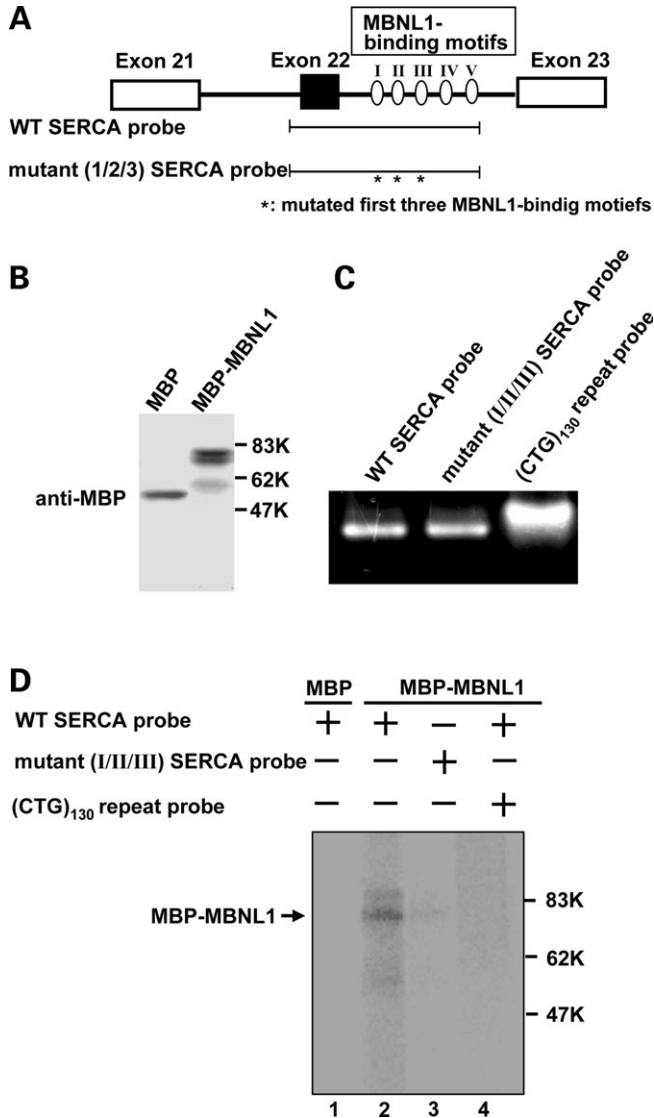 A
MBNL1-
binding motifs
Exon 21
Exon 22
I II III IV V
Exon 23
WT SERCA probe
mutant (1/2/3) SERCA probe
* * *
*: mutated first three MBNL1-bindig motiefs
B
MBP
MBP-MBNL1
83K
62K
47K
anti-MBP
C
WT SERCA probe
mutant (I/II/III) SERCA probe
(CTG)130 repeat probe
D
MBP MBP-MBNL1
WT SERCA probe + + − +
mutant (I/II/III) SERCA probe − − + −
(CTG)130 repeat probe − − − +
MBP-MBNL1
83K
62K
47K
1 2 3 4